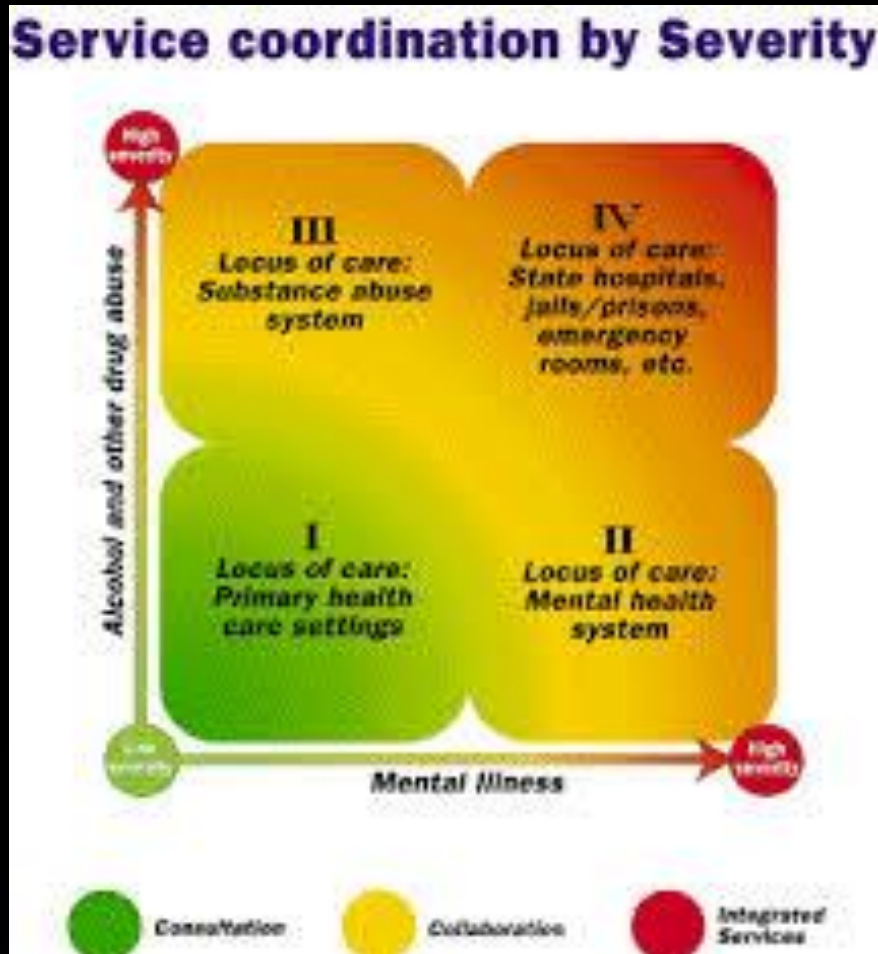 Service coordination by Severity
High
severity
III
Locus of care:
Substance abuse
system
IV
Locus of care:
State hospitals,
jails/prisons,
emergency
rooms, etc.
Alcohol and other drug abuse
I
Locus of care:
Primary health
care settings
II
Locus of care:
Mental health
system
Low
severity
High
severity
Mental Illness
Consultation
Collaboration
Integrated
Services